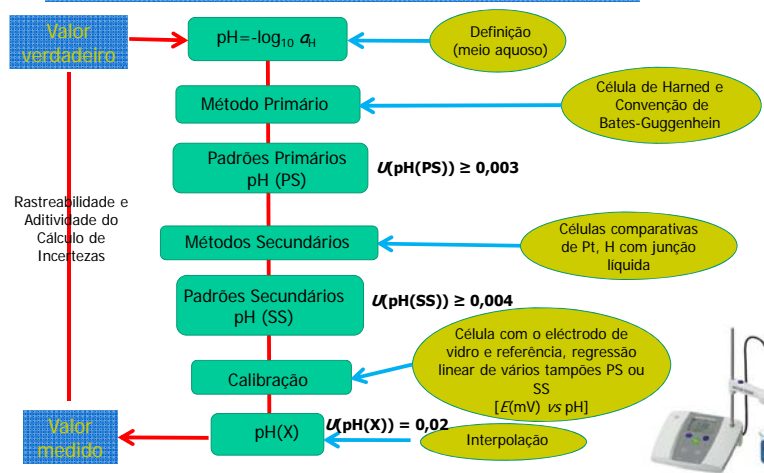 Valor
verdadeiro
pH=-log10 aH
Definição
(meio aquoso)
Método Primário
Célula de Harned e
Convenção de
Bates-Guggenhein
Padrões Primários
pH (PS)
U(pH(PS)) ≥ 0,003
Rastreabilidade e
Aditividade do
Cálculo de
Incertezas
Métodos Secundários
Células comparativas
de Pt, H com junção
líquida
Padrões Secundários
pH (SS)
U(pH(SS)) ≥ 0,004
Célula com o eléctrodo de
vidro e referência, regressão
linear de vários tampões PS ou
SS
[E(mV) vs pH]
Calibração
Valor
medido
pH(X)
U(pH(X)) = 0,02
Interpolação